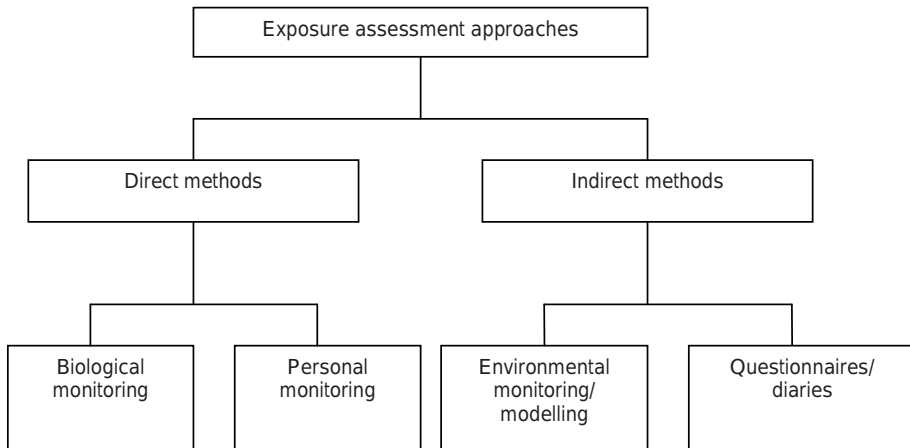 Exposure assessment approaches
Direct methods
Indirect methods
Biological
monitoring
Personal
monitoring
Environmental
monitoring/
modelling
Questionnaires/
diaries